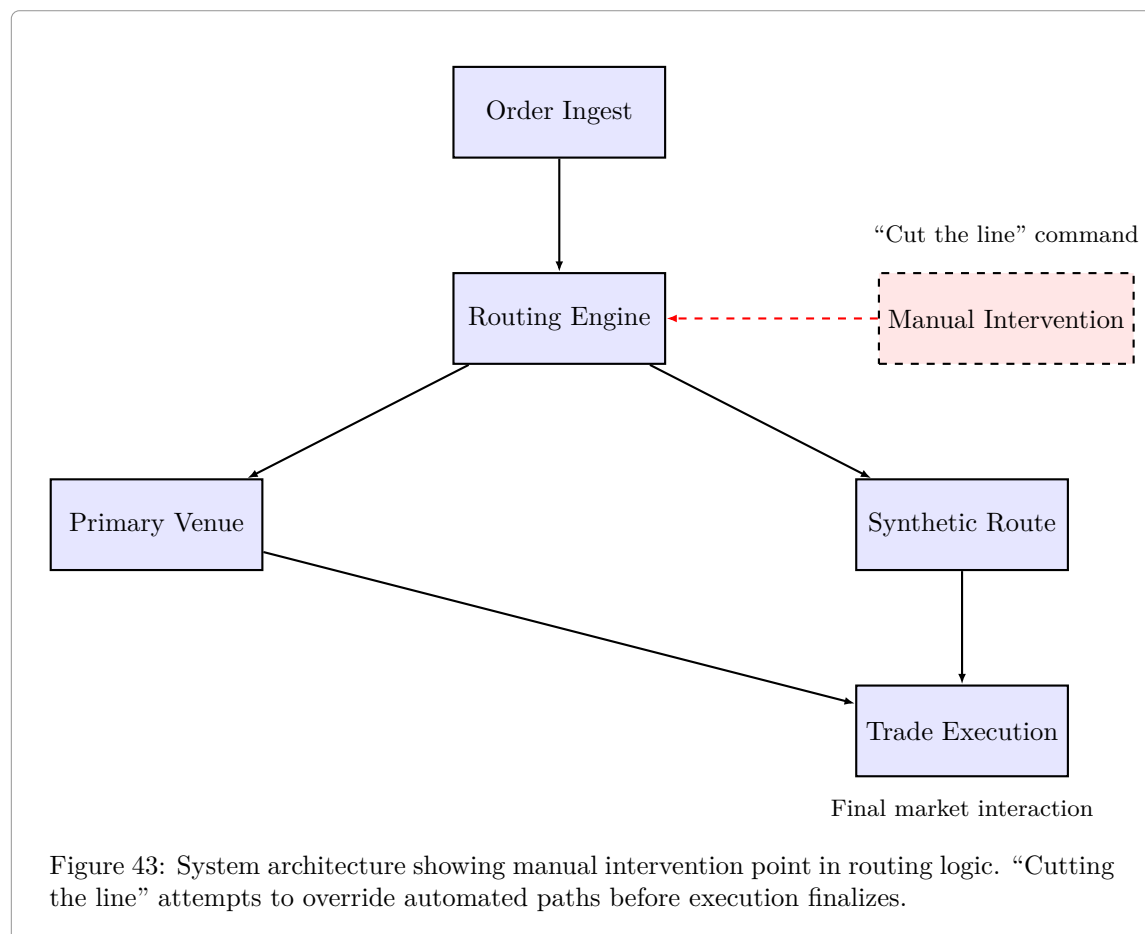 Order Ingest
“Cut the line” command
Routing Engine
Manual Intervention
Primary Venue
Synthetic Route
Trade Execution
Final market interaction
Figure 43: System architecture showing manual intervention point in routing logic. “Cutting
the line” attempts to override automated paths before execution finalizes.